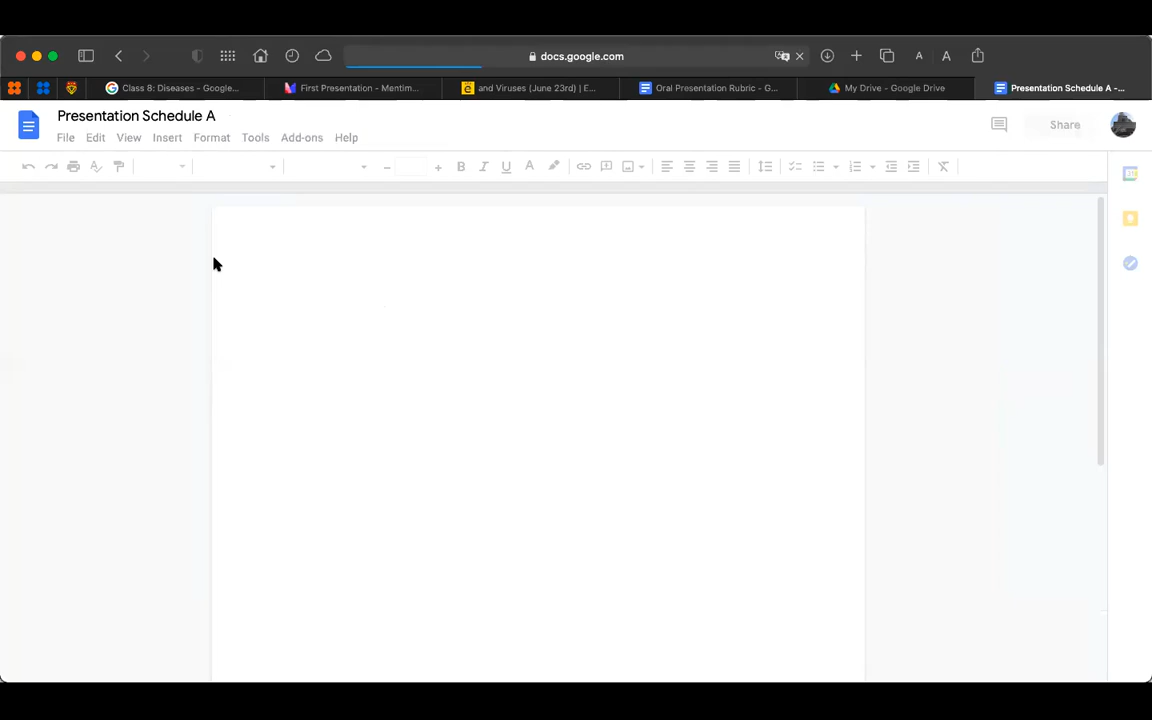 docs.google.com
A A
Class 8: Diseases - Google...
First Presentation - Mentim...
and Viruses (June 23rd) | E...
Oral Presentation Rubric - G...
My Drive - Google Drive
Presentation Schedule A -...
Presentation Schedule A
Share
File Edit View Insert Format Tools Add-ons Help
B I U A